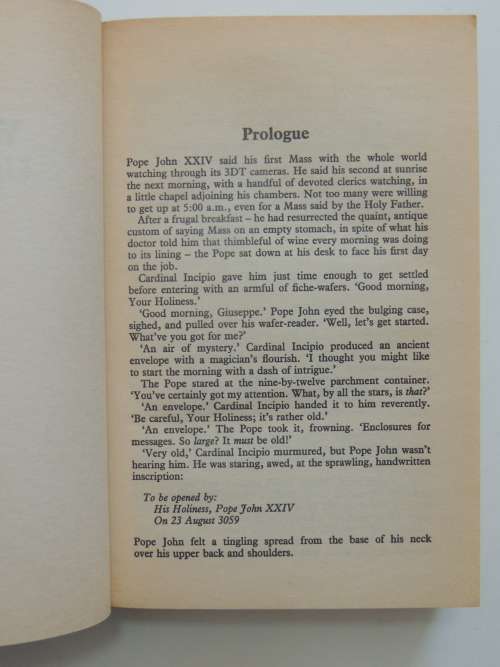 Prologue
Pope John XXIV said his first Mass with the whole world
watching through its 3DT cameras. He said his second at sunrise
the next morning, with a handful of devoted clerics watching, in
a little chapel adjoining his chambers. Not too many were willing
to get up at 5:00 a.m., even for a Mass said by the Holy Father.
After a frugal breakfast – he had resurrected the quaint, antique
custom of saying Mass on an empty stomach, in spite of what his
doctor told him that thimbleful of wine every morning was doing
to its lining – the Pope sat down at his desk to face his first day
on the job.
Cardinal Incipio gave him just time enough to get settled
before entering with an armful of fiche-wafers. ‘Good morning,
Your Holiness.’
‘Good morning, Giuseppe.’ Pope John eyed the bulging case,
sighed, and pulled over his wafer-reader. ‘Well, let's get started.
What've you got for me?’
‘An air of mystery.’ Cardinal Incipio produced an ancient
envelope with a magician's flourish. ‘I thought you might like
to start the morning with a dash of intrigue.’
The Pope stared at the nine-by-twelve parchment container.
‘You've certainly got my attention. What, by all the stars, is that?’
‘An envelope.’ Cardinal Incipio handed it to him reverently.
‘Be careful, Your Holiness; it's rather old.’
‘An envelope.’ The Pope took it, frowning. ‘Enclosures for
messages. So large? It must be old!’
‘Very old,’ Cardinal Incipio murmured, but Pope John wasn't
hearing him. He was staring, awed, at the sprawling, handwritten
inscription:
To be opened by:
His Holiness, Pope John XXIV
On 23 August 3059
Pope John felt a tingling spread from the base of his neck
over his upper back and shoulders.